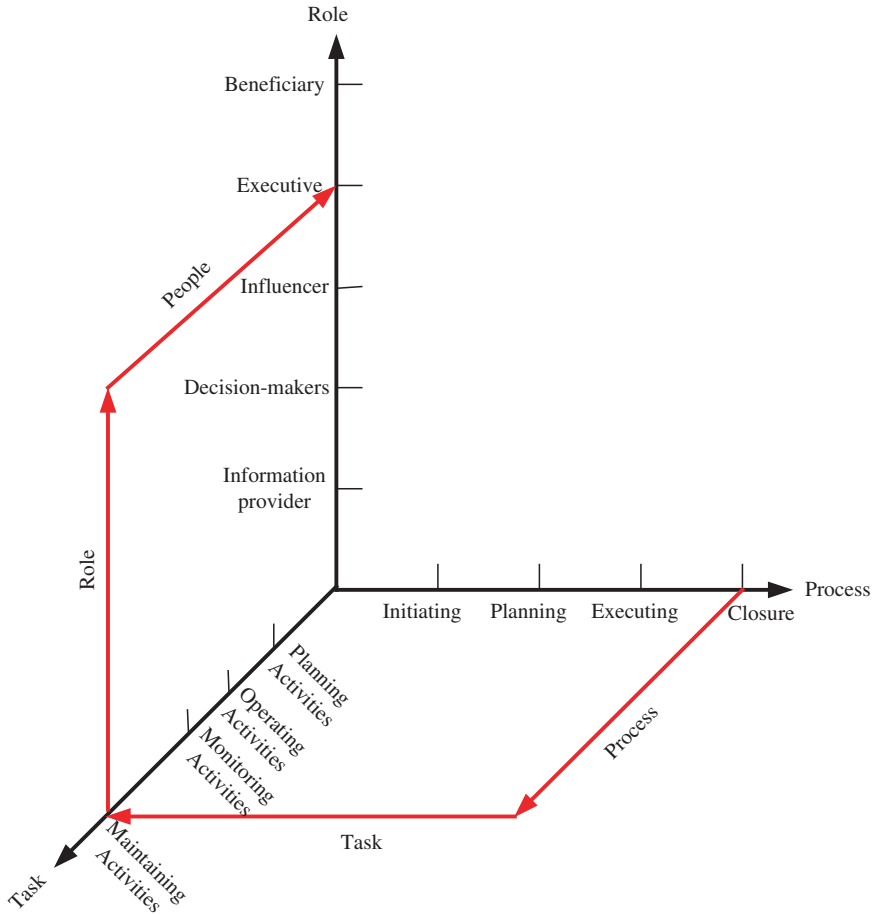 Role
Beneficiary
Executive
People
Influencer
Decision-makers
Information
provider
Role
Process
Initiating
Planning
Executing
Closure
Planning
Activities
Operating
Activities
Monitoring
Activities
Process
Task
Maintaining
Activities
Task